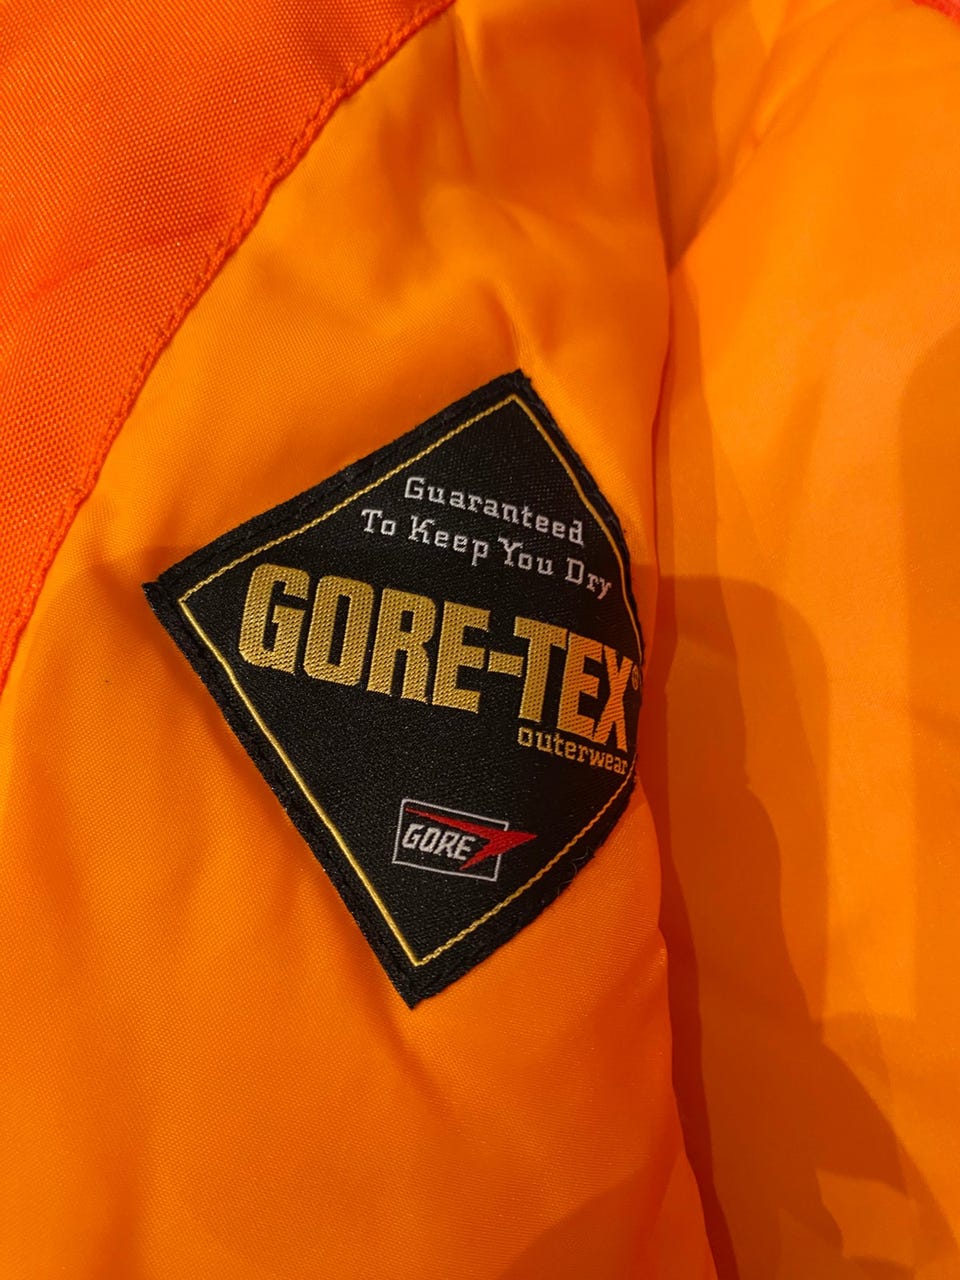 Guaranteed
To Keep You Dry
GORE-TEX®
outerwear
GORE